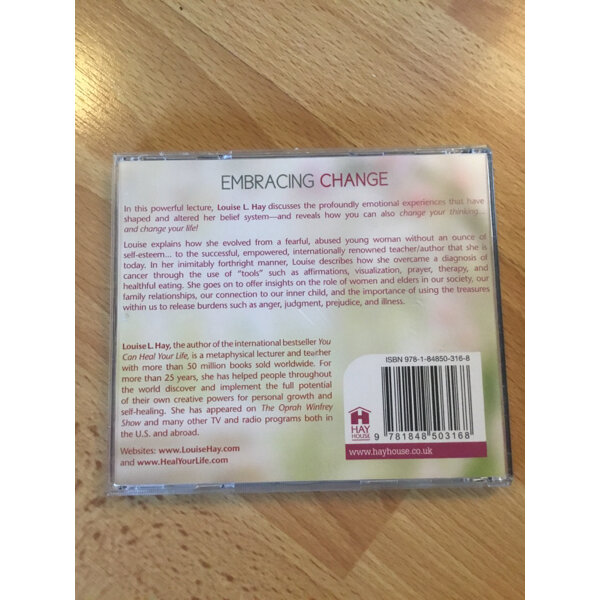 EMBRACING CHANGE
In this powerful lecture, Louise L. Hay discusses the profoundly emotional experiences that have
shaped and altered her belief system—and reveals how you can also change your thinking...
and change your life!
Louise explains how she evolved from a fearful, abused young woman without an ounce of
self-esteem... to the successful, empowered, internationally renowned teacher/author that she is
today. In her inimitably forthright manner, Louise describes how she overcame a diagnosis of
cancer through the use of “tools” such as affirmations, visualization, prayer, therapy, and
healthful eating. She goes on to offer insights on the role of women and elders in our society, our
family relationships, our connection to our inner child, and the importance of using the treasures
within us to release burdens such as anger, judgment, prejudice, and illness.
Louise L. Hay, the author of the international bestseller You
Can Heal Your Life, is a metaphysical lecturer and teacher
with more than 50 million books sold worldwide. For
more than 25 years, she has helped people throughout
the world discover and implement the full potential
of their own creative powers for personal growth and
self-healing. She has appeared on The Oprah Winfrey
Show and many other TV and radio programs both in
the U.S. and abroad.
Websites: www.LouiseHay.com
and www.HealYourLife.com
ISBN 978-1-84850-316-8
HAY
HOUSE
9 781848 503168
www.hayhouse.co.uk